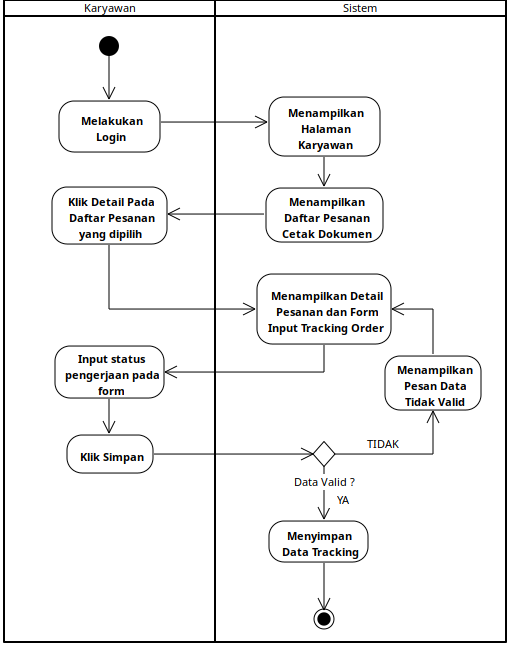 Karyawan
Sistem
Melakukan
Login
Menampilkan
Halaman
Karyawan
Klik Detail Pada
Daftar Pesanan
yang dipilih
Menampilkan
Daftar Pesanan
Cetak Dokumen
Menampilkan Detail
Pesanan dan Form
Input Tracking Order
Input status
pengerjaan pada
form
Menampilkan
Pesan Data
Tidak Valid
Klik Simpan
TIDAK
Data Valid ?
YA
Menyimpan
Data Tracking